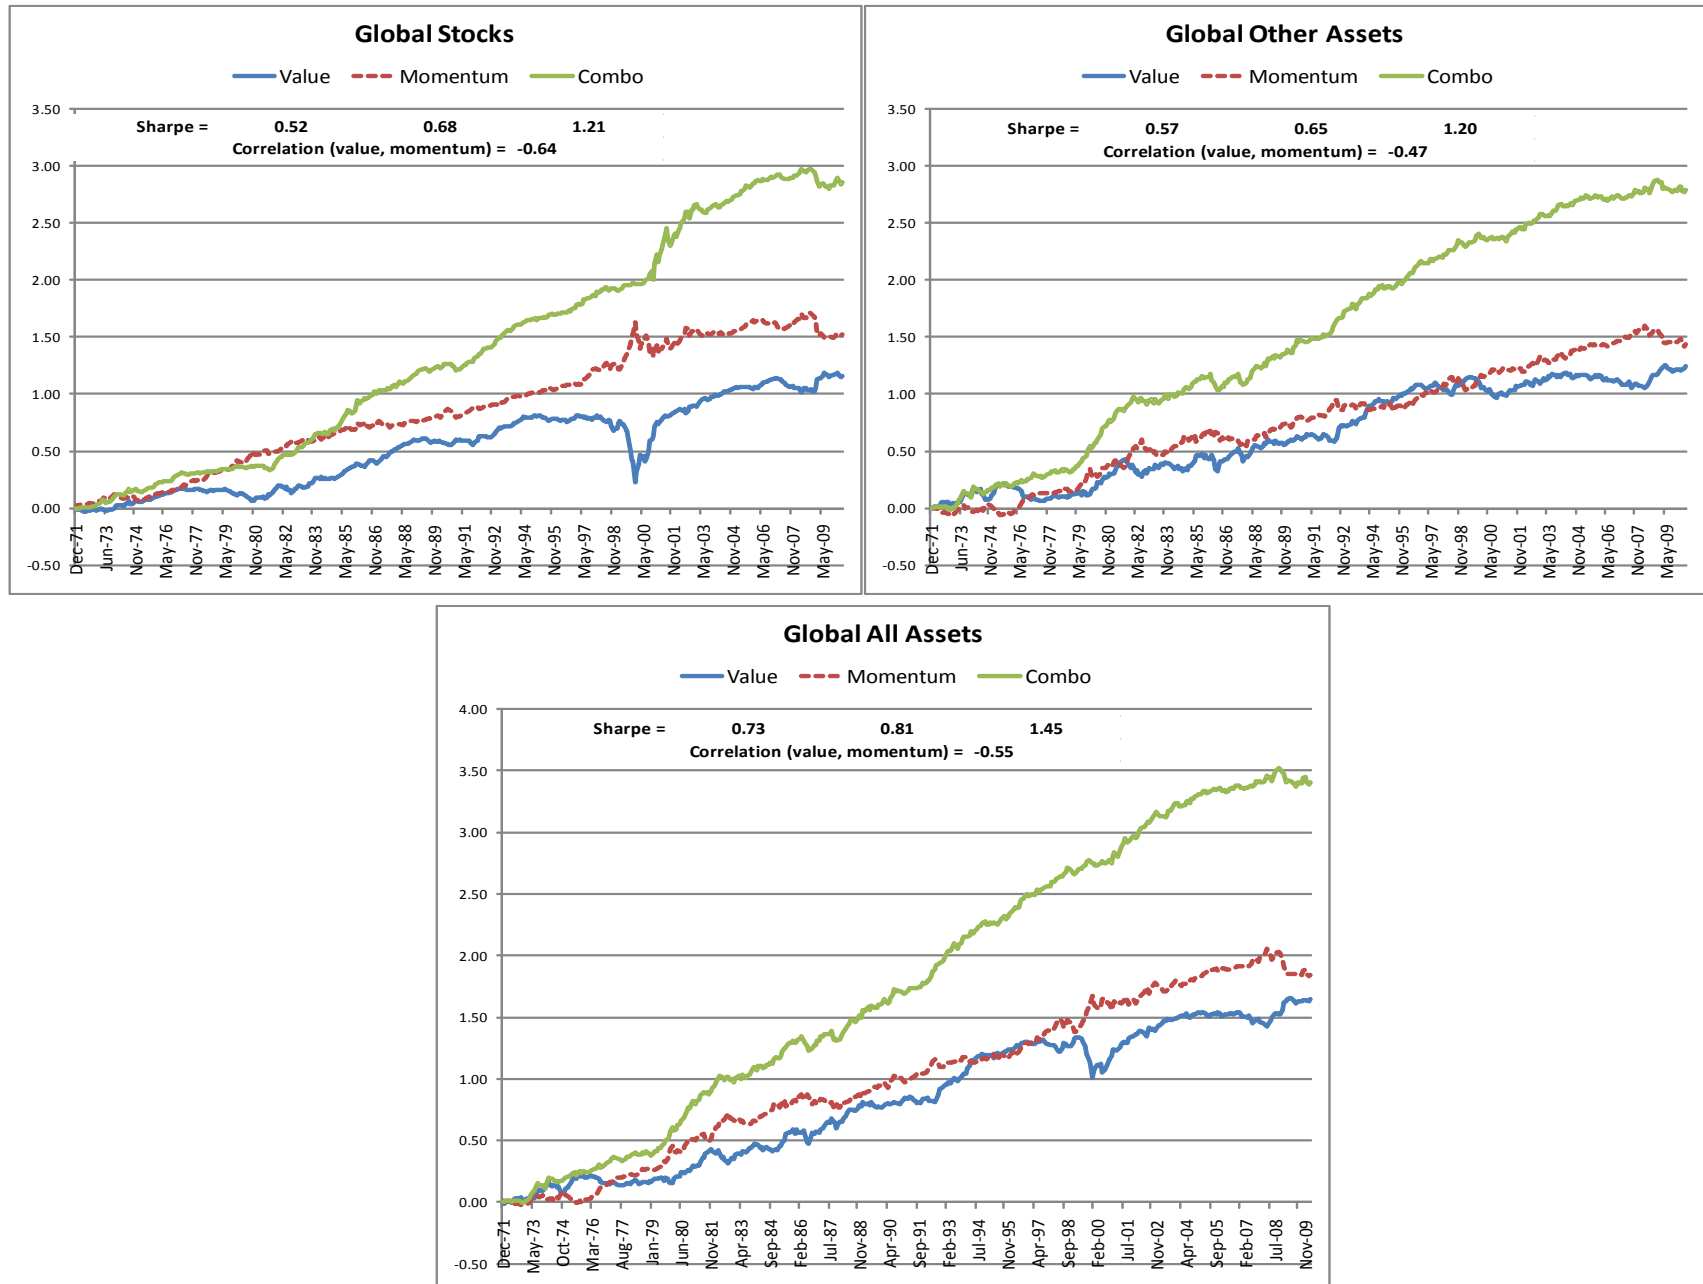 Global Stocks
Value Momentum Combo
3.50
Sharpe = 0.52 0.68 1.21
Correlation (value, momentum) = -0.64
3.00
2.50
2.00
1.50
1.00
0.50
0.00
-0.50
Dec-71 Jun-73 Nov-74 May-76 Nov-77 May-79 Nov-80 May-82 Nov-83 May-85 Nov-86 May-88 Nov-89 May-91 Nov-92 May-94 Nov-95 May-97 Nov-98 May-00 Nov-01 May-03 Nov-04 May-06 Nov-07 May-09
Global Other Assets
Value Momentum Combo
3.50
Sharpe = 0.57 0.65 1.20
Correlation (value, momentum) = -0.47
3.00
2.50
2.00
1.50
1.00
0.50
0.00
-0.50
Dec-71 Jun-73 Nov-74 May-76 Nov-77 May-79 Nov-80 May-82 Nov-83 May-85 Nov-86 May-88 Nov-89 May-91 Nov-92 May-94 Nov-95 May-97 Nov-98 May-00 Nov-01 May-03 Nov-04 May-06 Nov-07 May-09
Global All Assets
Value Momentum Combo
4.00
Sharpe = 0.73 0.81 1.45
Correlation (value, momentum) = -0.55
3.50
3.00
2.50
2.00
1.50
1.00
0.50
0.00
-0.50
Dec-71 May-73 Oct-74 Mar-76 Aug-77 Jan-79 Jun-80 Nov-81 Apr-83 Sep-84 Feb-86 Jul-87 Nov-88 Apr-90 Sep-91 Feb-93 Jul-94 Nov-95 Apr-97 Sep-98 Feb-00 Jul-01 Nov-02 Apr-04 Sep-05 Feb-07 Jul-08 Nov-09